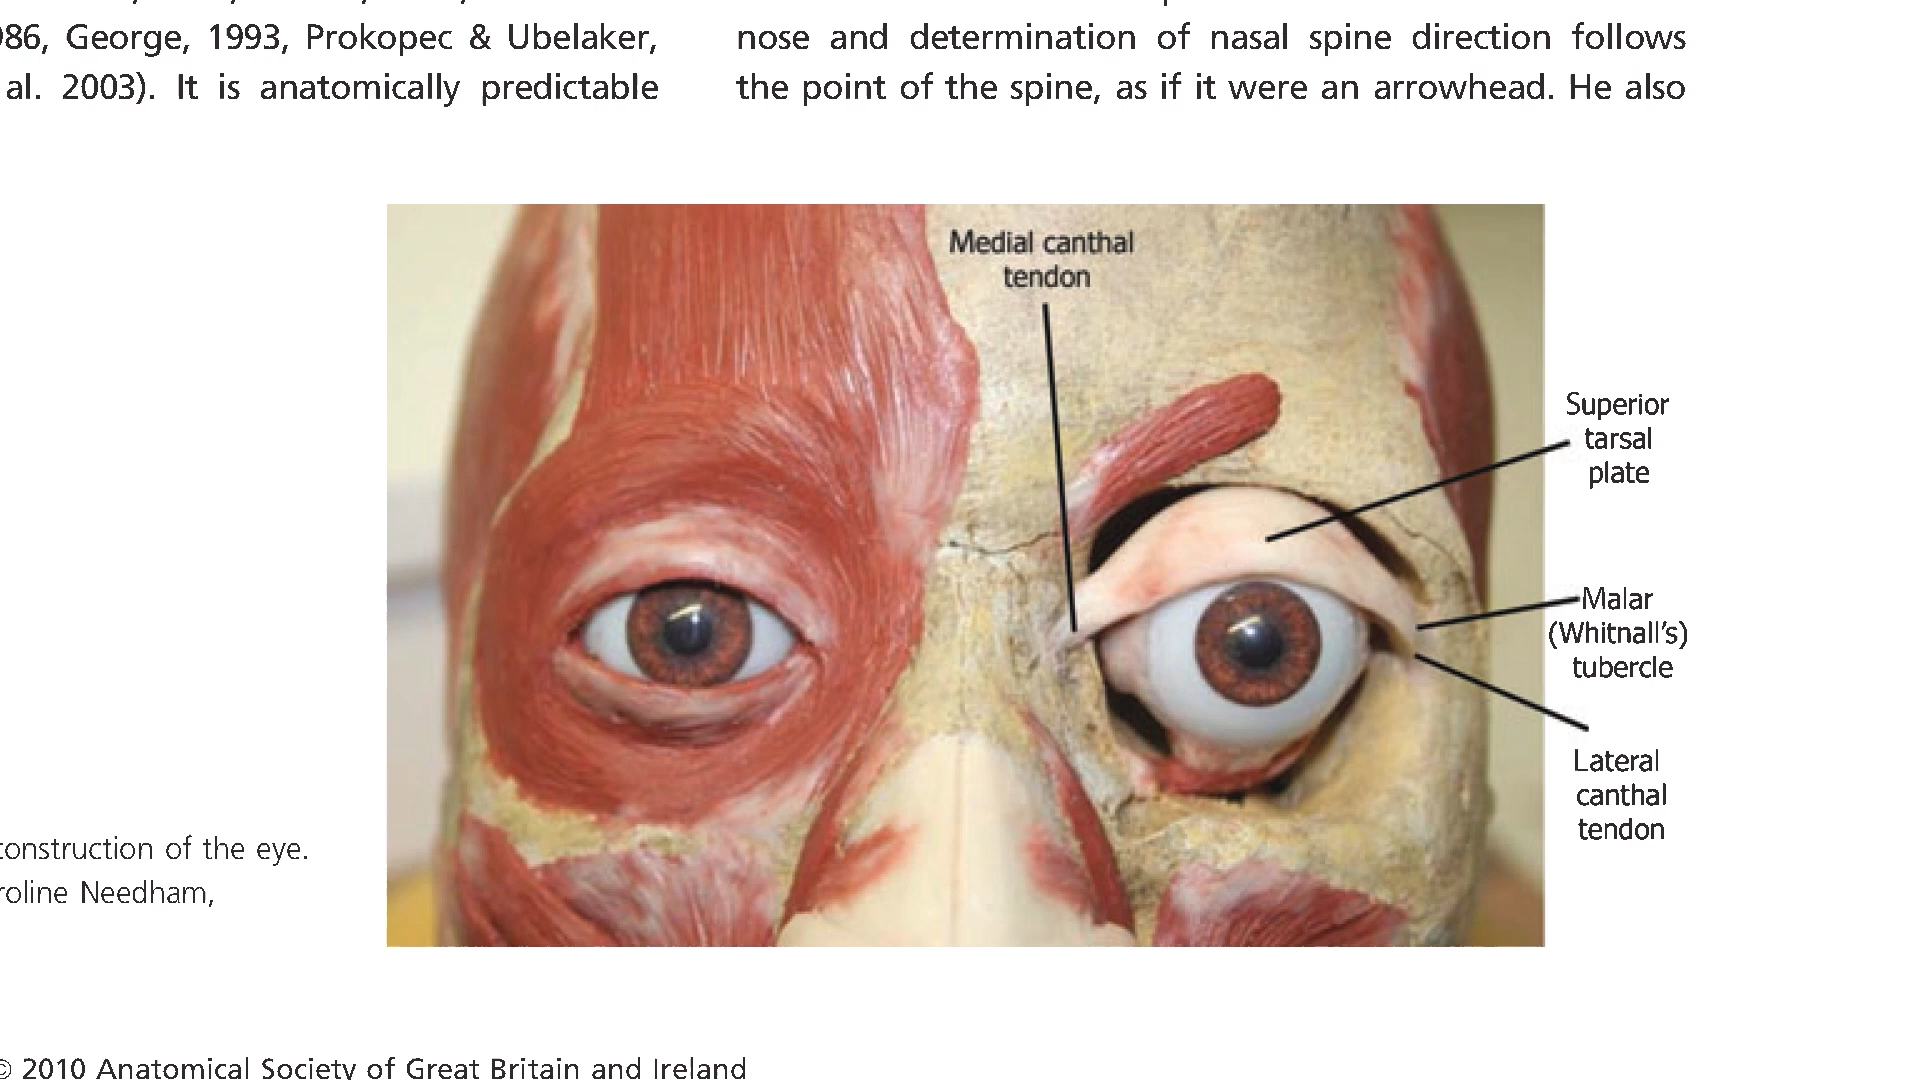 986, George, 1993, Prokopec & Ubelaker,
al. 2003). It is anatomically predictable
nose and determination of nasal spine direction follows
the point of the spine, as if it were an arrowhead. He also
Medial canthal
tendon
Superior
tarsal
plate
Malar
(Whitnall's)
tubercle
Lateral
canthal
tendon
construction of the eye.
roline Needham,
© 2010 Anatomical Society of Great Britain and Ireland